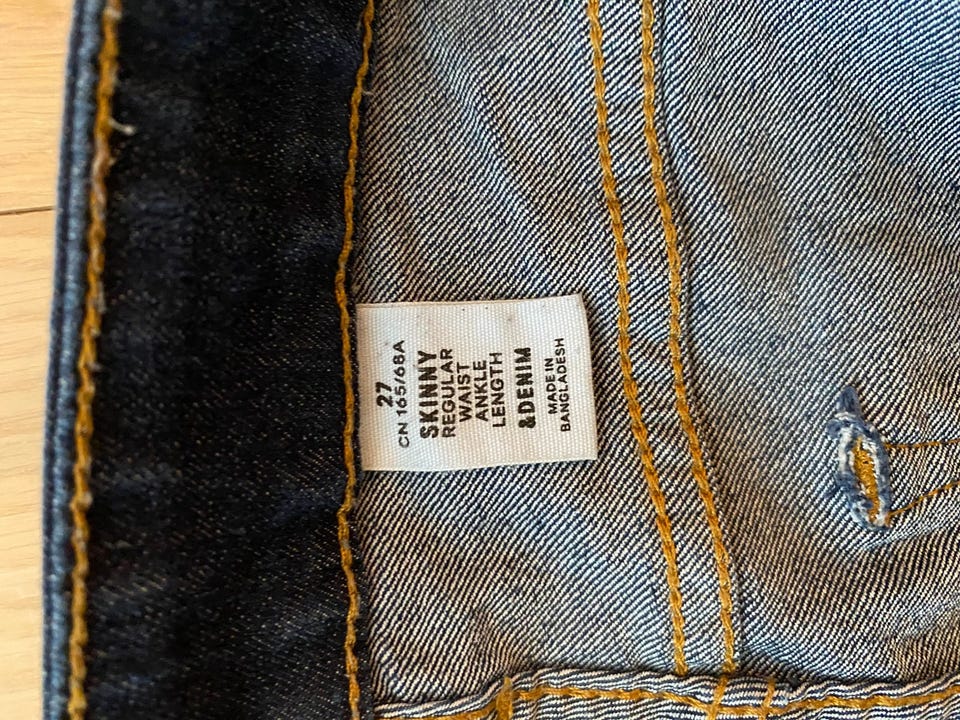 27
CN 165/68A
SKINNY
REGULAR
WAIST
ANKLE
LENGTH
&DENIM
MADE IN
BANGLADESH